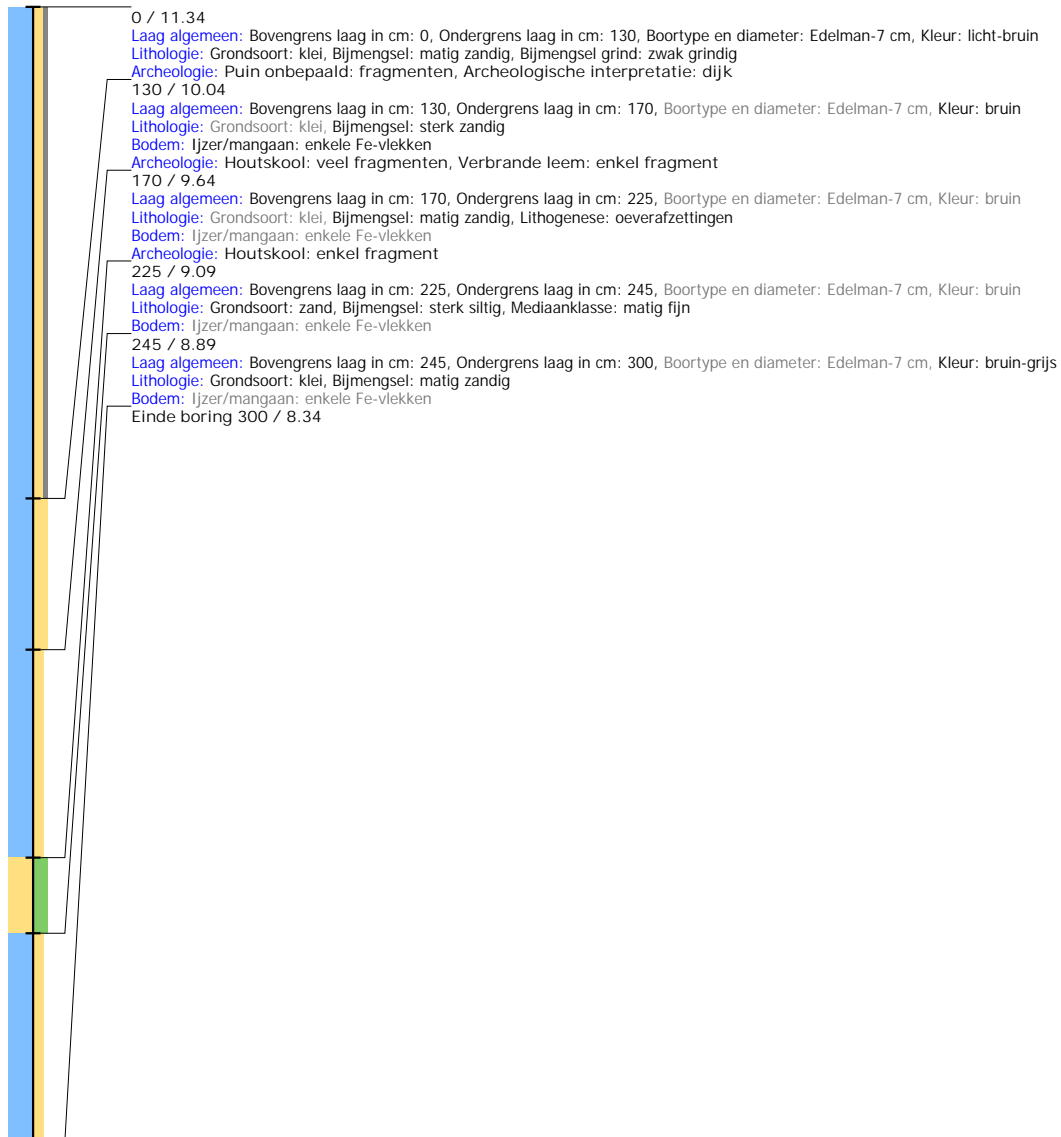 0 / 11.34
Laag algemeen: Bovengrens laag in cm: 0, Ondergrens laag in cm: 130, Boortype en diameter: Edelman-7 cm, Kleur: licht-bruin
Lithologie: Grondsoort: klei, Bijmengsel: matig zandig, Bijmengsel grind: zwak grindig
Archeologie: Puin onbepaald: fragmenten, Archeologische interpretatie: dijk
130 / 10.04
Laag algemeen: Bovengrens laag in cm: 130, Ondergrens laag in cm: 170, Boortype en diameter: Edelman-7 cm, Kleur: bruin
Lithologie: Grondsoort: klei, Bijmengsel: sterk zandig
Bodem: Ijzer/mangaan: enkele Fe-vlekken
Archeologie: Houtskool: veel fragmenten, Verbrande leem: enkel fragment
170 / 9.64
Laag algemeen: Bovengrens laag in cm: 170, Ondergrens laag in cm: 225, Boortype en diameter: Edelman-7 cm, Kleur: bruin
Lithologie: Grondsoort: klei, Bijmengsel: matig zandig, Lithogenese: oeverafzettingen
Bodem: Ijzer/mangaan: enkele Fe-vlekken
Archeologie: Houtskool: enkel fragment
225 / 9.09
Laag algemeen: Bovengrens laag in cm: 225, Ondergrens laag in cm: 245, Boortype en diameter: Edelman-7 cm, Kleur: bruin
Lithologie: Grondsoort: zand, Bijmengsel: sterk siltig, Mediaanklasse: matig fijn
Bodem: Ijzer/mangaan: enkele Fe-vlekken
245 / 8.89
Laag algemeen: Bovengrens laag in cm: 245, Ondergrens laag in cm: 300, Boortype en diameter: Edelman-7 cm, Kleur: bruin-grijs
Lithologie: Grondsoort: klei, Bijmengsel: matig zandig
Bodem: Ijzer/mangaan: enkele Fe-vlekken
Einde boring 300 / 8.34